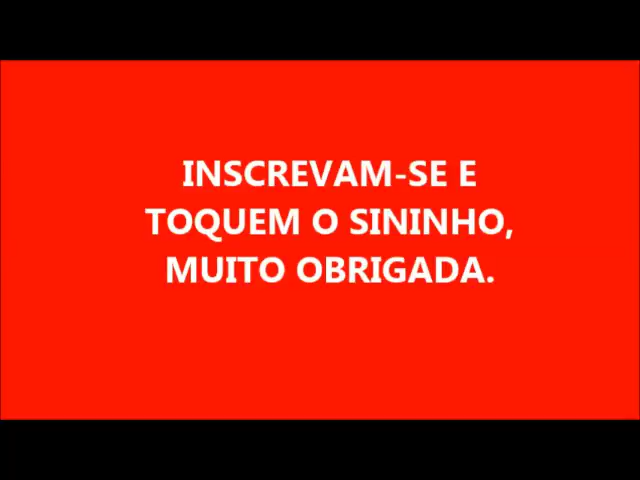 INSCREVAM-SE E
TOQUEM O SININHO,
MUITO OBRIGADA.